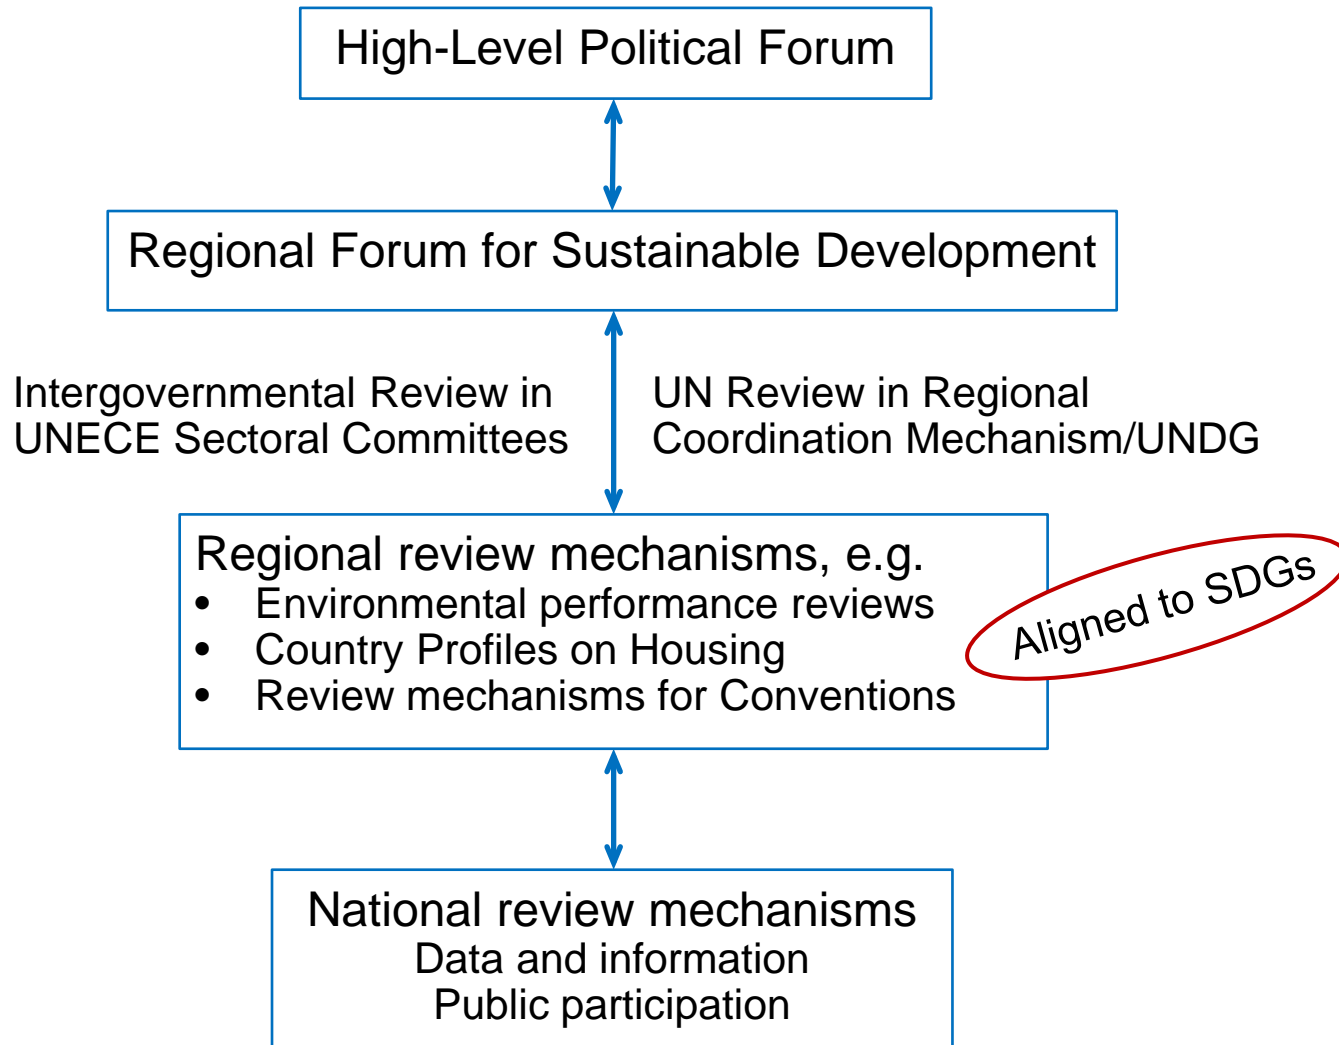 High-Level Political Forum
Regional Forum for Sustainable Development
Intergovernmental Review in
UNECE Sectoral Committees
UN Review in Regional
Coordination Mechanism/UNDG
Regional review mechanisms, e.g.
• Environmental performance reviews
• Country Profiles on Housing
• Review mechanisms for Conventions
Aligned to SDGs
National review mechanisms
Data and information
Public participation